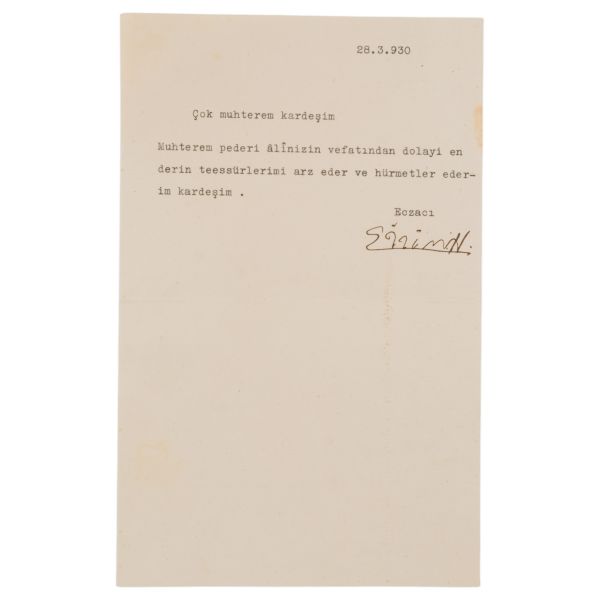 28.3.930
Çok muhterem kardeşim
Muhterem pederi âlînizin vefatından dolayi en
derin teessürlerimi arz eder ve hürmetler eder-
im kardeşim .
Eczacı